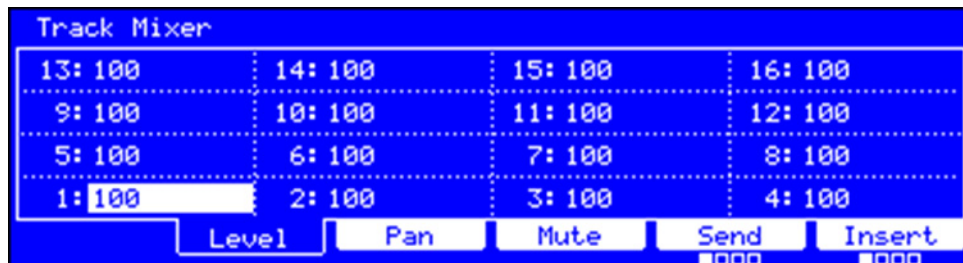 Track Mixer
13: 100 14: 100 15: 100 16: 100
9: 100 10: 100 11: 100 12: 100
5: 100 6: 100 7: 100 8: 100
1: 100 2: 100 3: 100 4: 100
Level Pan Mute Send Insert